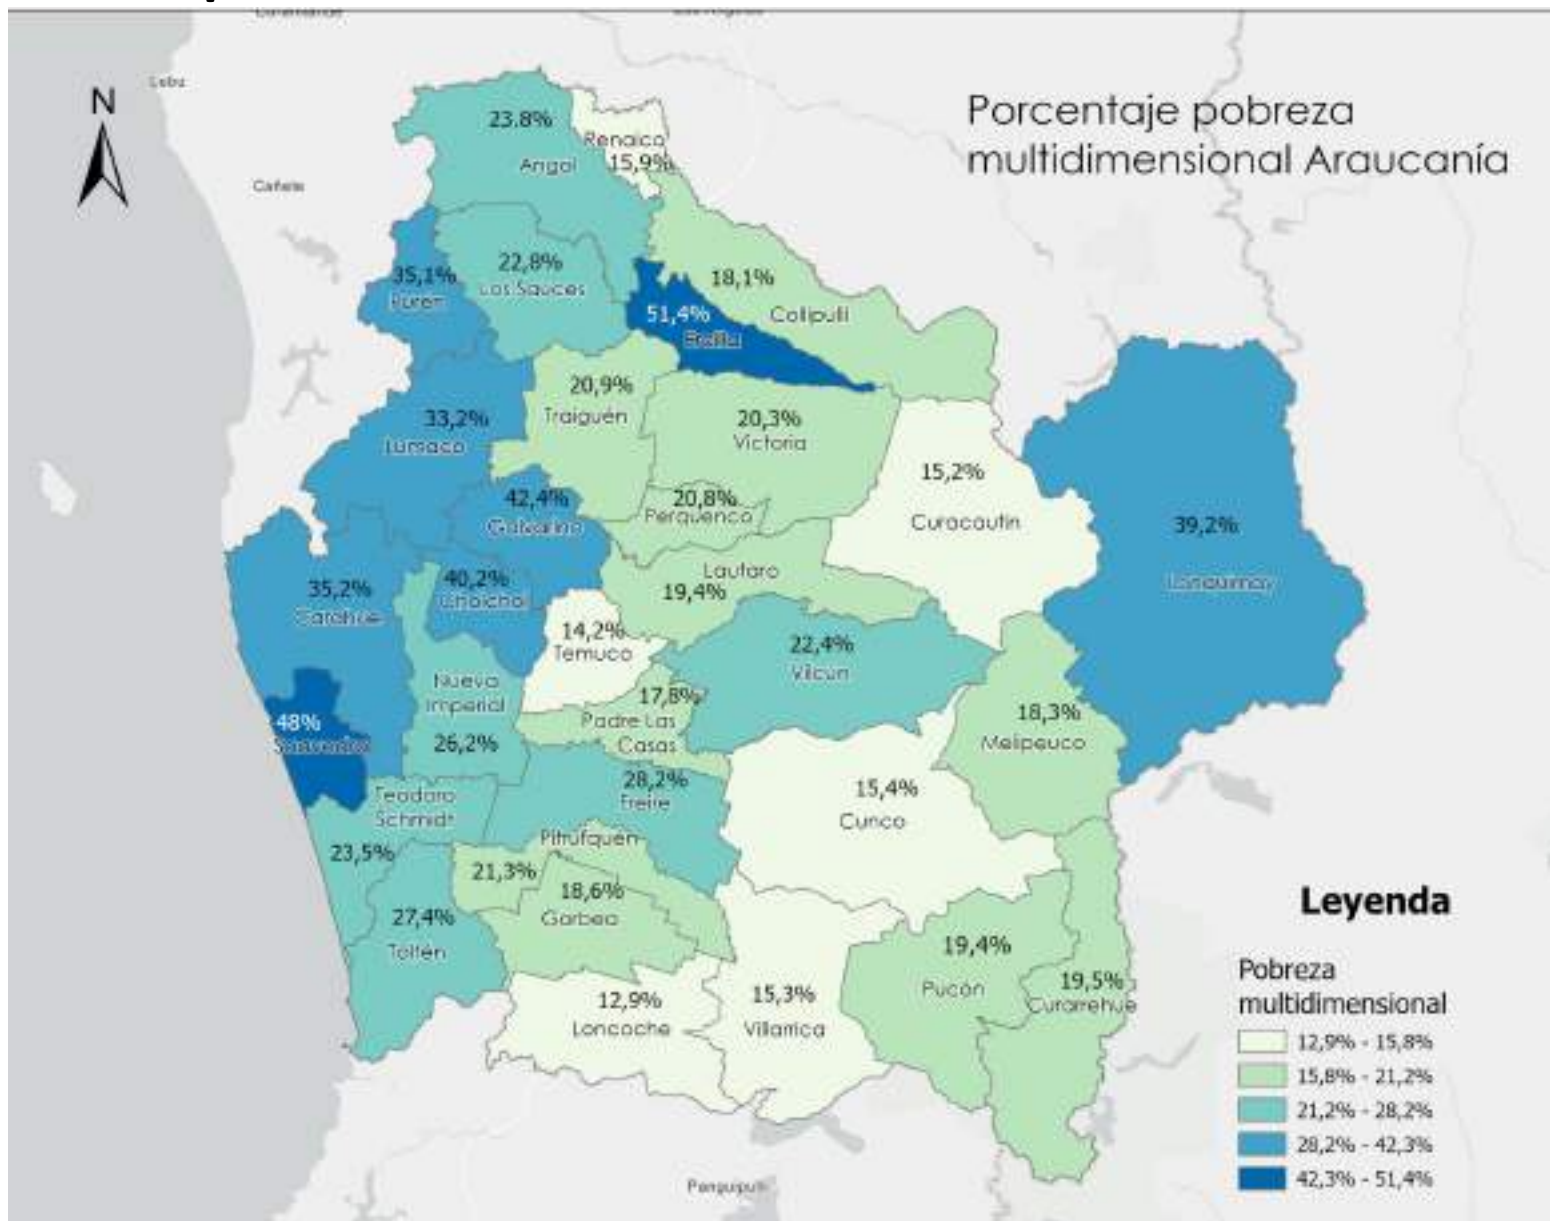 Lebu
N
Porcentaje pobreza
multidimensional Araucanía
23.8%
Angol
Renaico
15,9%
Cañete
35,1%
Purén
22,8%
Los Sauces
18,1%
Collipulli
51,4%
Ercilla
20,9%
Traiguén
33,2%
Lumaco
20,3%
Victoria
15,2%
Curacautín
42,4%
Galvarino
20,8%
Perquenco
39,2%
Lonquimay
35,2%
Carahue
40,2%
Cholchol
Lautaro
19,4%
14,2%
Temuco
22,4%
Vilcún
48%
Saavedra
Nueva
Imperial
26,2%
17,8%
Padre Las
Casas
18,3%
Melipeuco
28,2%
Freire
15,4%
Cunco
Teodoro
Schmidt
23,5%
Pitrufquén
21,3%
18,6%
Gorbea
27,4%
Toltén
12,9%
Loncoche
15,3%
Villarrica
19,4%
Pucón
19,5%
Curarrehue
Panguipulli
Leyenda
Pobreza
multidimensional
12,9% - 15,8%
15,8% - 21,2%
21,2% - 28,2%
28,2% - 42,3%
42,3% - 51,4%